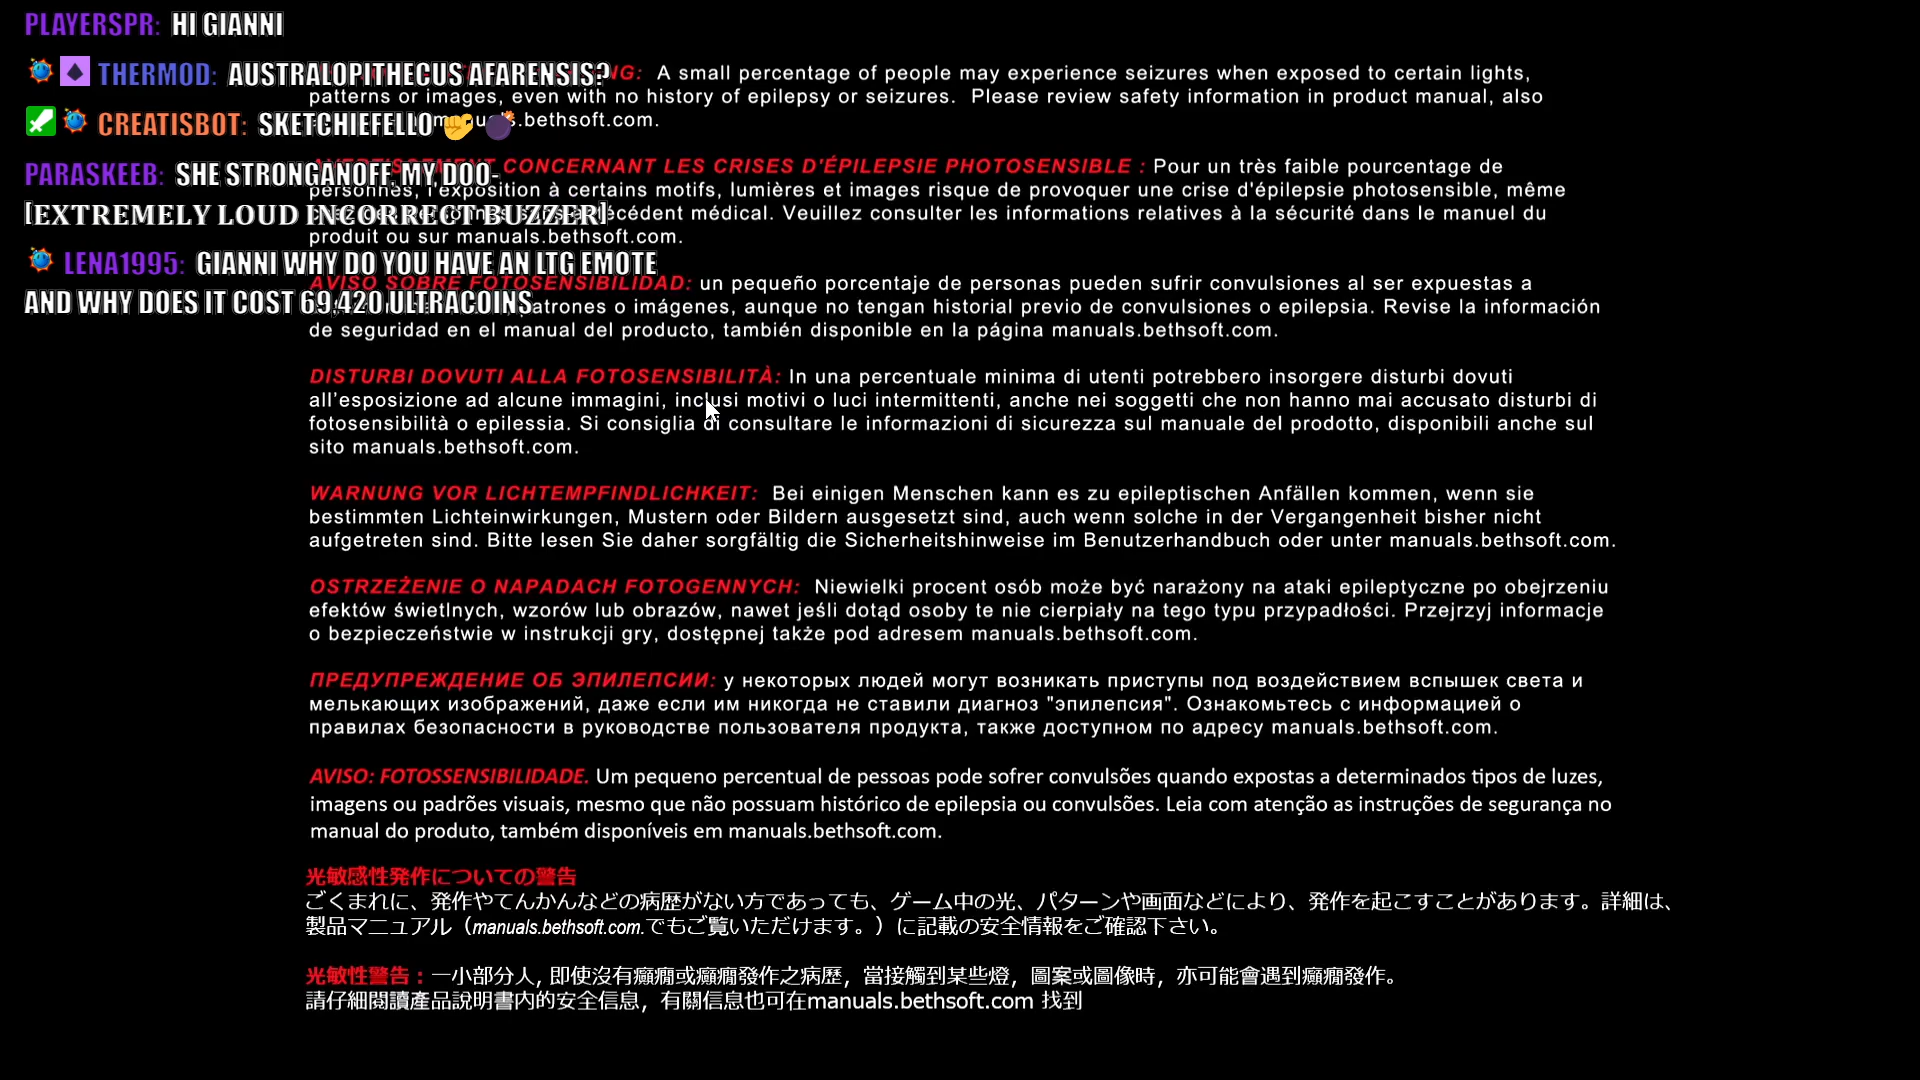 PLAYERSPR: HI GIANNI
THERMOD: AUSTRALOPITHECUS AFARENSIS?
CREATISBOT: SKETCHIEFELLO
PARASKEEB: SHE STRONGANOFF MY DOO-
[EXTREMELY LOUD INCORRECT BUZZER]
LENA1995: GIANNI WHY DO YOU HAVE AN LTG EMOTE
AND WHY DOES IT COST 69,420 ULTRACOINS
A small percentage of people may experience seizures when exposed to certain lights,
patterns or images, even with no history of epilepsy or seizures. Please review safety information in product manual, also
.bethsoft.com.
AVERTISSEMENT CONCERNANT LES CRISES D'ÉPILEPSIE PHOTOSENSIBLE : Pour un très faible pourcentage de
personnes, l'exposition à certains motifs, lumières et images risque de provoquer une crise d'épilepsie photosensible, même
médical. Veuillez consulter les informations relatives à la sécurité dans le manuel du
produit ou sur manuals.bethsoft.com.
AVISO SOBRE FOTOSENSIBILIDAD: un pequeño porcentaje de personas pueden sufrir convulsiones al ser expuestas a
patrones o imágenes, aunque no tengan historial previo de convulsiones o epilepsia. Revise la información
de seguridad en el manual del producto, también disponible en la página manuals.bethsoft.com.
DISTURBI DOVUTI ALLA FOTOSENSIBILITÀ: In una percentuale minima di utenti potrebbero insorgere disturbi dovuti
all'esposizione ad alcune immagini, inclusi motivi o luci intermittenti, anche nei soggetti che non hanno mai accusato disturbi di
fotosensibilità o epilessia. Si consiglia di consultare le informazioni di sicurezza sul manuale del prodotto, disponibili anche sul
sito manuals.bethsoft.com.
WARNUNG VOR LICHTEMPFINDLICHKEIT: Bei einigen Menschen kann es zu epileptischen Anfällen kommen, wenn sie
bestimmten Lichteinwirkungen, Mustern oder Bildern ausgesetzt sind, auch wenn solche in der Vergangenheit bisher nicht
aufgetreten sind. Bitte lesen Sie daher sorgfältig die Sicherheitshinweise im Benutzerhandbuch oder unter manuals.bethsoft.com.
OSTRZEŻENIE O NAPADACH FOTOGENNYCH: Niewielki procent osób może być narażony na ataki epileptyczne po obejrzeniu
efektów świetlnych, wzorów lub obrazów, nawet jeśli dotąd osoby te nie cierpiały na tego typu przypadłości. Przejrzyj informacje
o bezpieczeństwie w instrukcji gry, dostępnej także pod adresem manuals.bethsoft.com.
ПРЕДУПРЕЖДЕНИЕ ОБ ЭПИЛЕПСИИ: у некоторых людей могут возникать приступы под воздействием вспышек света и
мелькающих изображений, даже если им никогда не ставили диагноз "эпилепсия". Ознакомьтесь с информацией о
правилах безопасности в руководстве пользователя продукта, также доступном по адресу manuals.bethsoft.com.
AVISO: FOTOSSENSIBILIDADE. Um pequeno percentual de pessoas pode sofrer convulsões quando expostas a determinados tipos de luzes,
imagens ou padrões visuais, mesmo que não possuam histórico de epilepsia ou convulsões. Leia com atenção as instruções de segurança no
manual do produto, também disponíveis em manuals.bethsoft.com.
光敏感性発作についての警告
ごくまれに、発作やてんかんなどの病歴がない方であっても、ゲーム中の光、パターンや画面などにより、発作を起こすことがあります。詳細は、
製品マニュアル（manuals.bethsoft.com.でもご覧いただけます。）に記載の安全情報をご確認下さい。
光敏性警告：一小部分人, 即使沒有癲癇或癲癇發作之病歷，當接觸到某些燈，圖案或圖像時，亦可能會遇到癲癇發作。
請仔細閱讀產品說明書內的安全信息，有關信息也可在manuals.bethsoft.com 找到